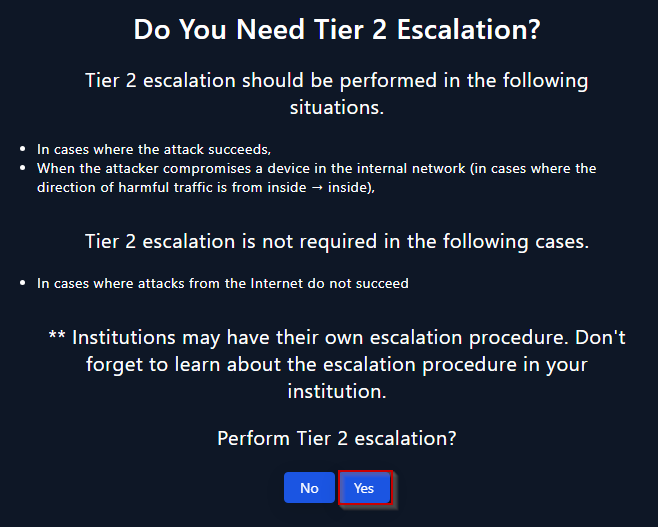 Do You Need Tier 2 Escalation?
Tier 2 escalation should be performed in the following
situations.
• In cases where the attack succeeds,
• When the attacker compromises a device in the internal network (in cases where the
direction of harmful traffic is from inside → inside),
Tier 2 escalation is not required in the following cases.
• In cases where attacks from the Internet do not succeed
** Institutions may have their own escalation procedure. Don't
forget to learn about the escalation procedure in your
institution.
Perform Tier 2 escalation?
No Yes